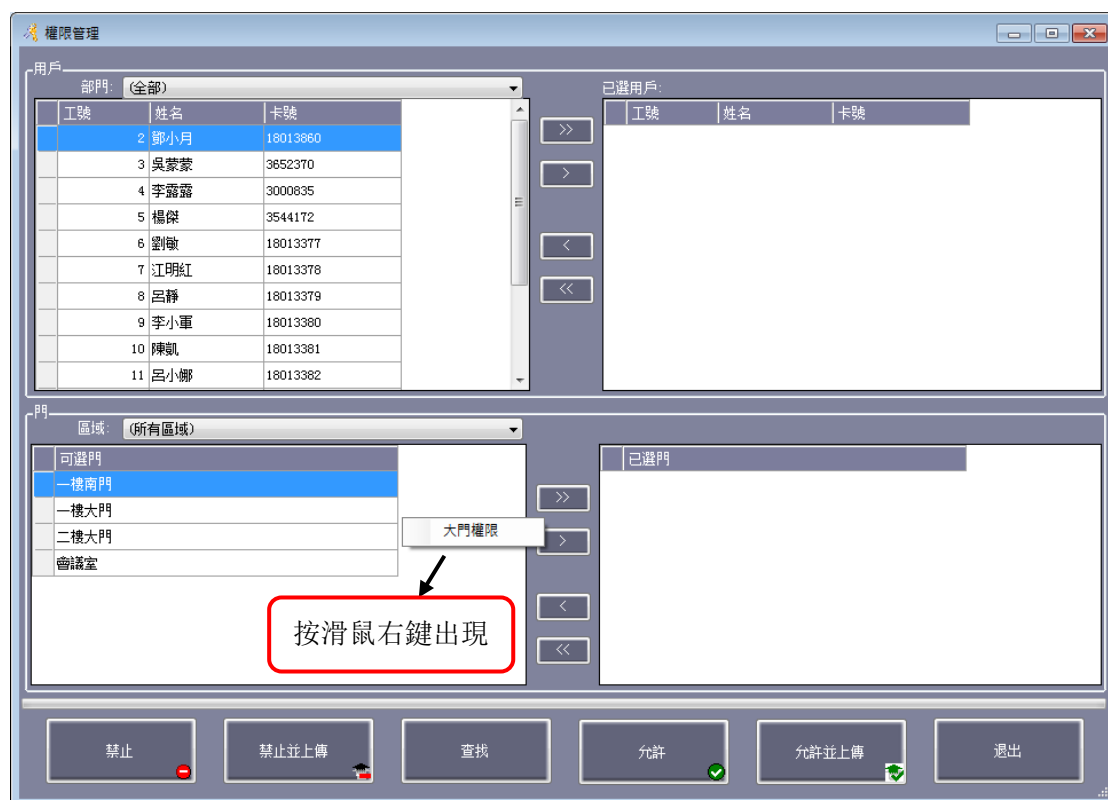 權限管理
用戶
部門: (全部)
工號 姓名 卡號
2 鄧小月 18013860
3 吳蒙蒙 3652370
4 李露露 3000835
5 楊傑 3544172
6 劉敏 18013377
7 江明紅 18013378
8 呂靜 18013379
9 李小軍 18013380
10 陳凱 18013381
11 呂小娜 18013382
>>
>
<
<<
已選用戶:
工號 姓名 卡號
門
區域: (所有區域)
可選門
一樓南門
一樓大門
二樓大門
會議室
大門權限
按滑鼠右鍵出現
>>
>
<
<<
已選門
禁止
禁止並上傳
查找
允許
允許並上傳
退出